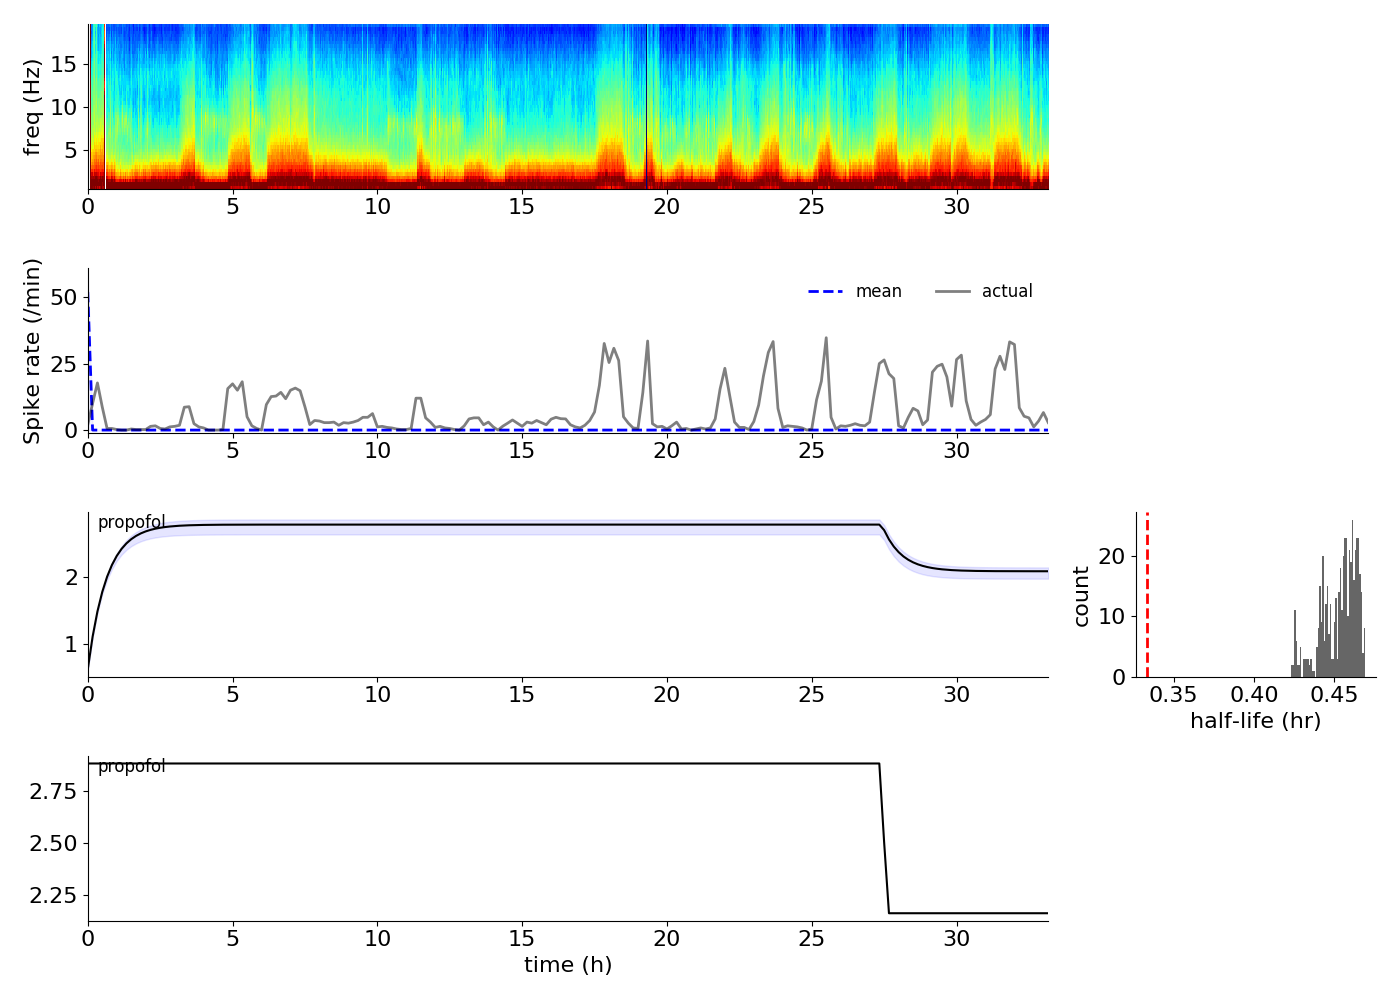 freq (Hz)
15
10
5
0 5 10 15 20 25 30
Spike rate (/min)
50
25
0
mean actual
0 5 10 15 20 25 30
propofol
2
1
0 5 10 15 20 25 30
count
20
10
0
0.35 0.40 0.45
half-life (hr)
propofol
2.75
2.50
2.25
0 5 10 15 20 25 30
time (h)